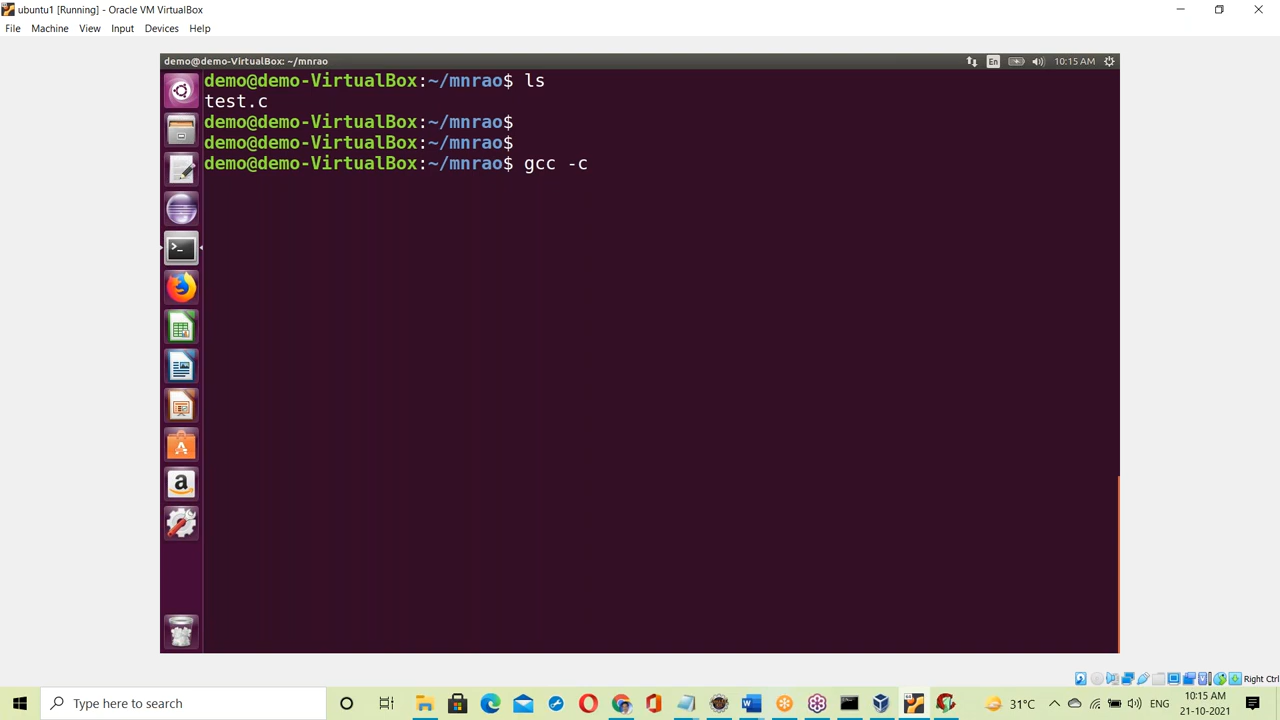 ubuntu1 [Running] - Oracle VM VirtualBox
File Machine View Input Devices Help
demo@demo-VirtualBox: ~/mnrao
En
10:15 AM
demo@demo-VirtualBox:~/mnrao$ ls
test.c
demo@demo-VirtualBox:~/mnrao$
demo@demo-VirtualBox:~/mnrao$
demo@demo-VirtualBox:~/mnrao$ gcc -c
Right Ctrl
Type here to search
31°C
ENG
10:15 AM
21-10-2021